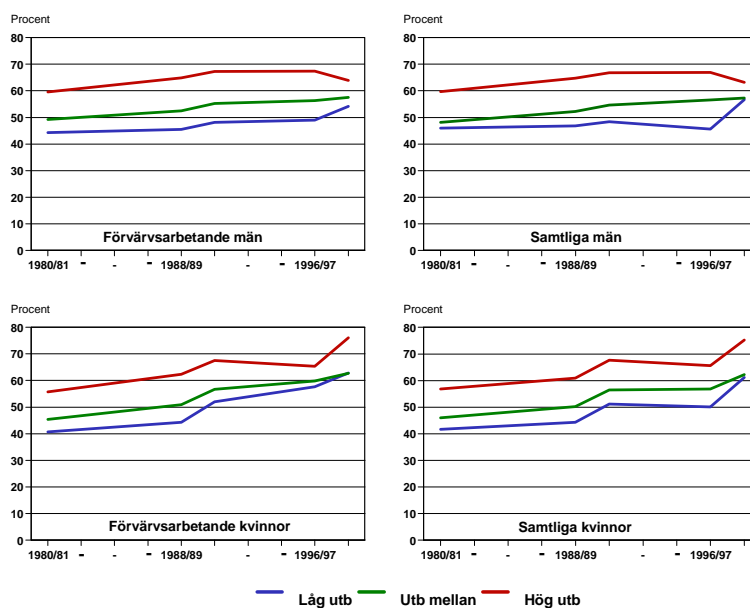 Procent
80
70
60
50
40
30
20
10
0
Förvärvsarbetande män
1980/81 - - - 1988/89 - - 1996/97
Procent
80
70
60
50
40
30
20
10
0
Samtliga män
1980/81 - - - 1988/89 - - 1996/97
Procent
80
70
60
50
40
30
20
10
0
Förvärvsarbetande kvinnor
1980/81 - - - 1988/89 - - 1996/97
Procent
80
70
60
50
40
30
20
10
0
Samtliga kvinnor
1980/81 - - - 1988/89 - - 1996/97
Låg utb Utb mellan Hög utb